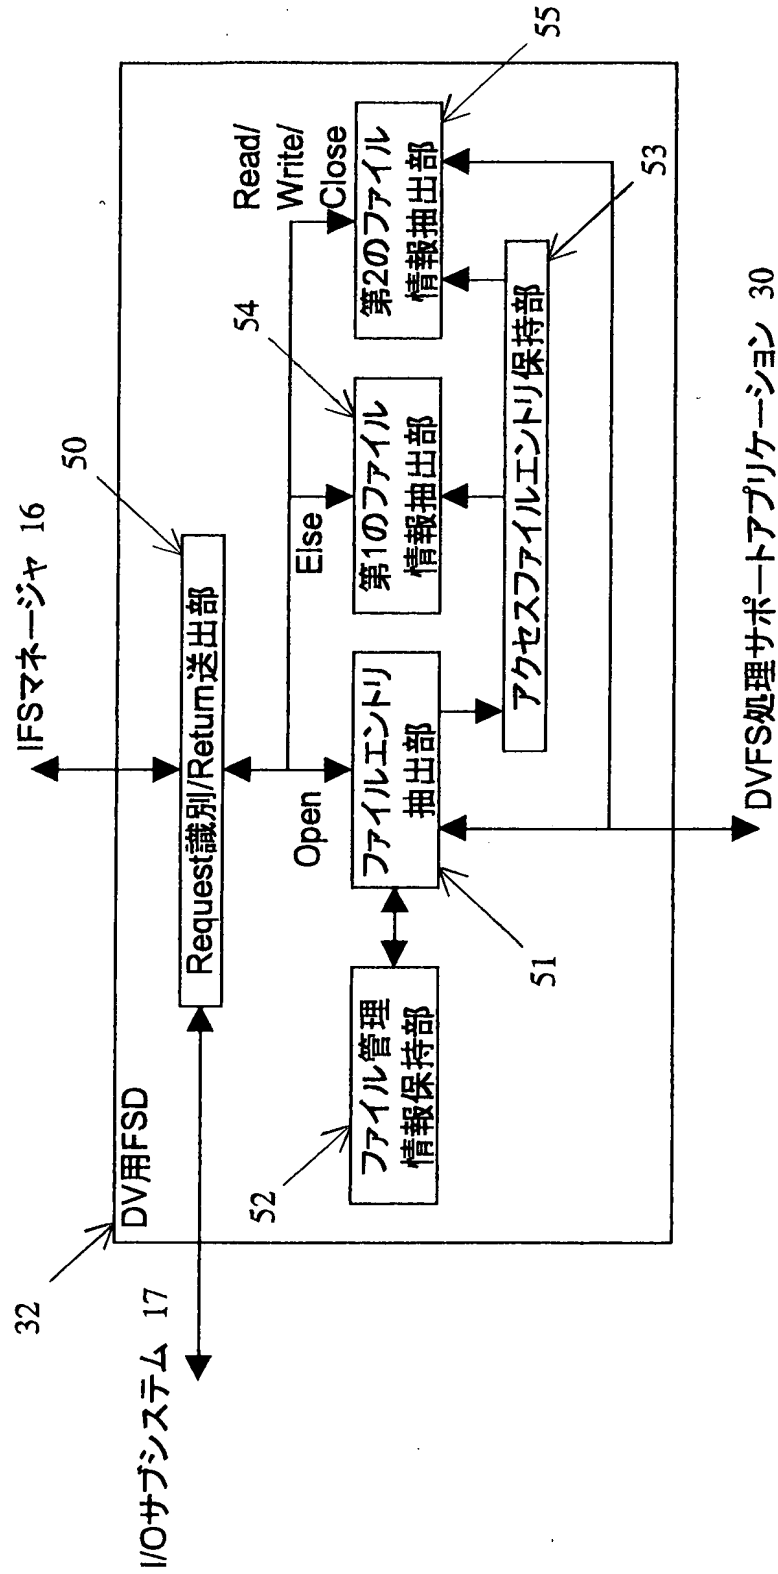 IFSマネージャ 16
I/Oサブシステム 17
32
DV用FSD
50
Request識別/Return送出部
Open
Else
Read/
Write/
Close
52
ファイル管理
情報保持部
51
ファイルエントリ
抽出部
54
第1のファイル
情報抽出部
55
第2のファイル
情報抽出部
53
アクセスファイルエントリ保持部
DVFS処理サポートアプリケーション 30